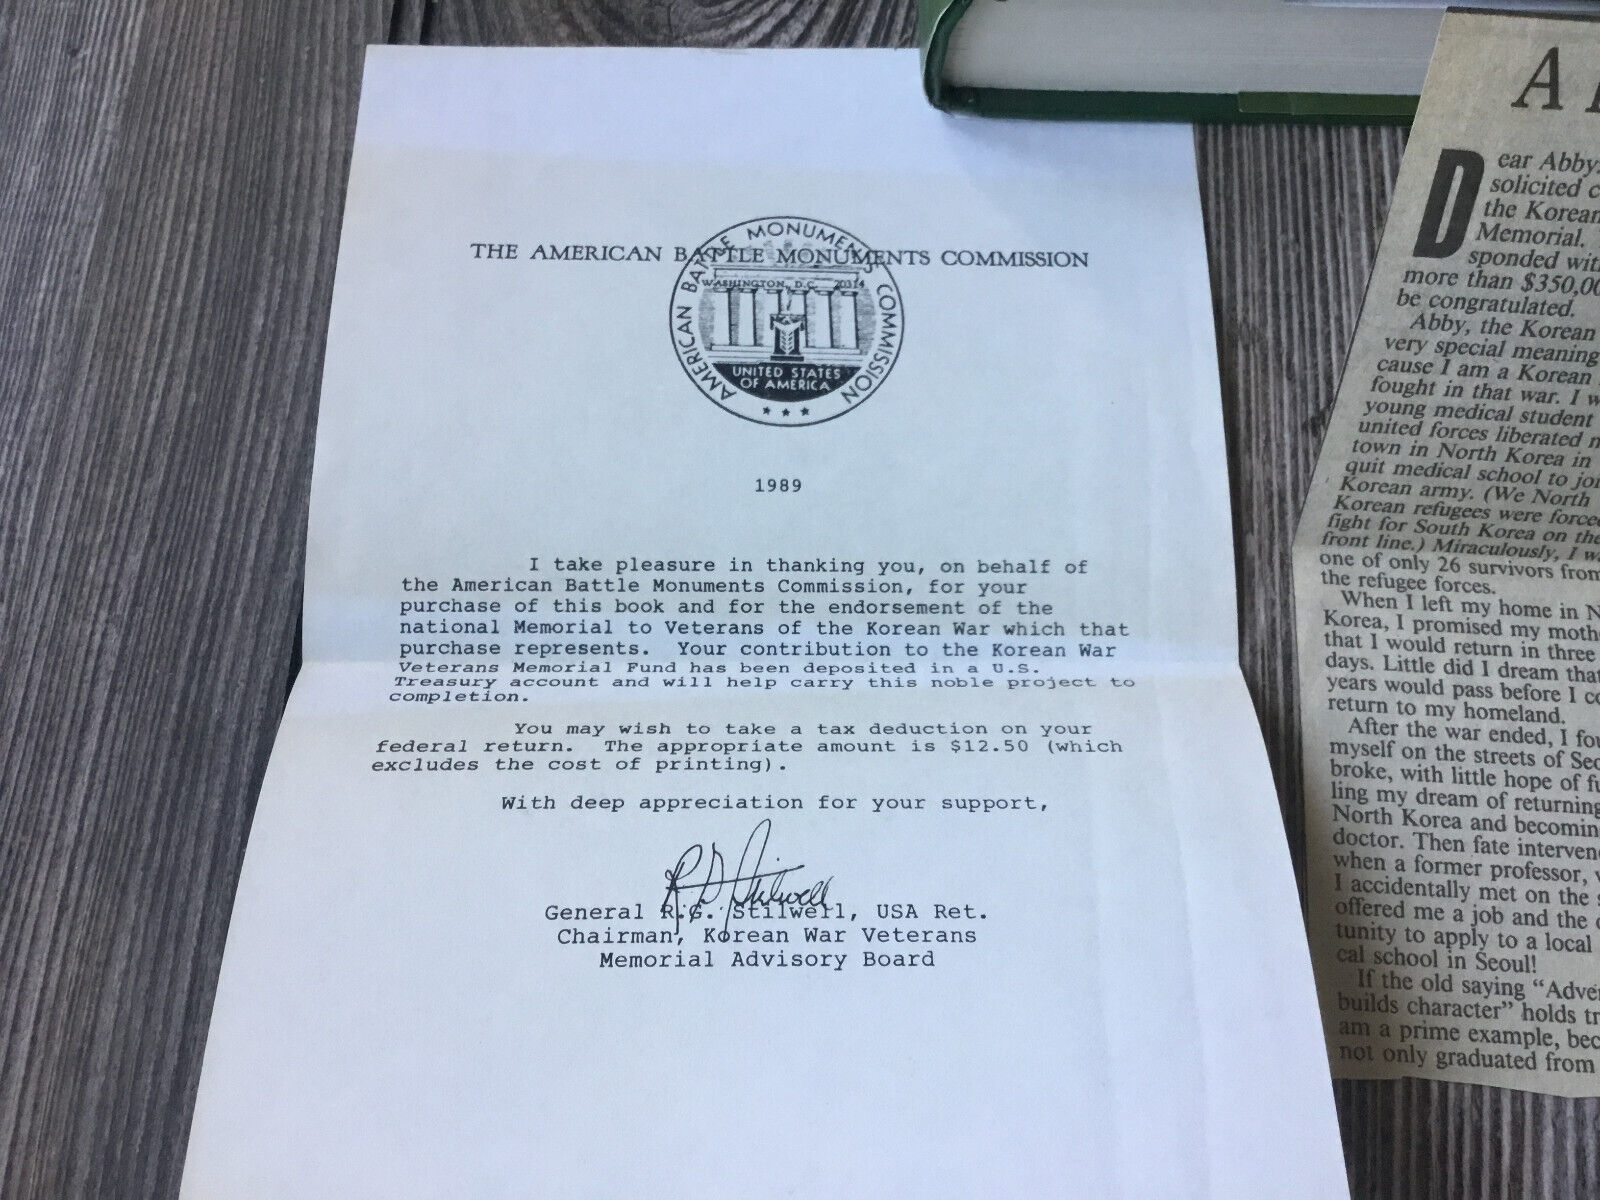 THE AMERICAN BATTLE MONUMENTS COMMISSION
WASHINGTON, D.C. 20314
AMERICAN BATTLE MONUMENTS COMMISSION
UNITED STATES
OF AMERICA
1989
I take pleasure in thanking you, on behalf of
the American Battle Monuments Commission, for your
purchase of this book and for the endorsement of the
national Memorial to Veterans of the Korean War which that
purchase represents. Your contribution to the Korean War
Veterans Memorial Fund has been deposited in a U.S.
Treasury account and will help carry this noble project to
completion.
You may wish to take a tax deduction on your
federal return. The appropriate amount is $12.50 (which
excludes the cost of printing).
With deep appreciation for your support,
R G Stilwell
General R.G. Stilwell, USA Ret.
Chairman, Korean War Veterans
Memorial Advisory Board
A
Dear Abby:
solicited c
the Korean
Memorial.
sponded wit
more than $350,00
be congratulated.
Abby, the Korean
very special meaning
cause I am a Korean
fought in that war. I w
young medical student
united forces liberated m
town in North Korea in
quit medical school to joi
Korean army. (We North
Korean refugees were force
fight for South Korea on the
front line.) Miraculously, I wa
one of only 26 survivors from
the refugee forces.
When I left my home in N
Korea, I promised my moth
that I would return in three
days. Little did I dream that
years would pass before I co
return to my homeland.
After the war ended, I fou
myself on the streets of Seo
broke, with little hope of fu
ling my dream of returning
North Korea and becoming
doctor. Then fate intervene
when a former professor, w
I accidentally met on the s
offered me a job and the o
tunity to apply to a local
cal school in Seoul!
If the old saying “Adver
builds character” holds tr
am a prime example, bec
not only graduated from